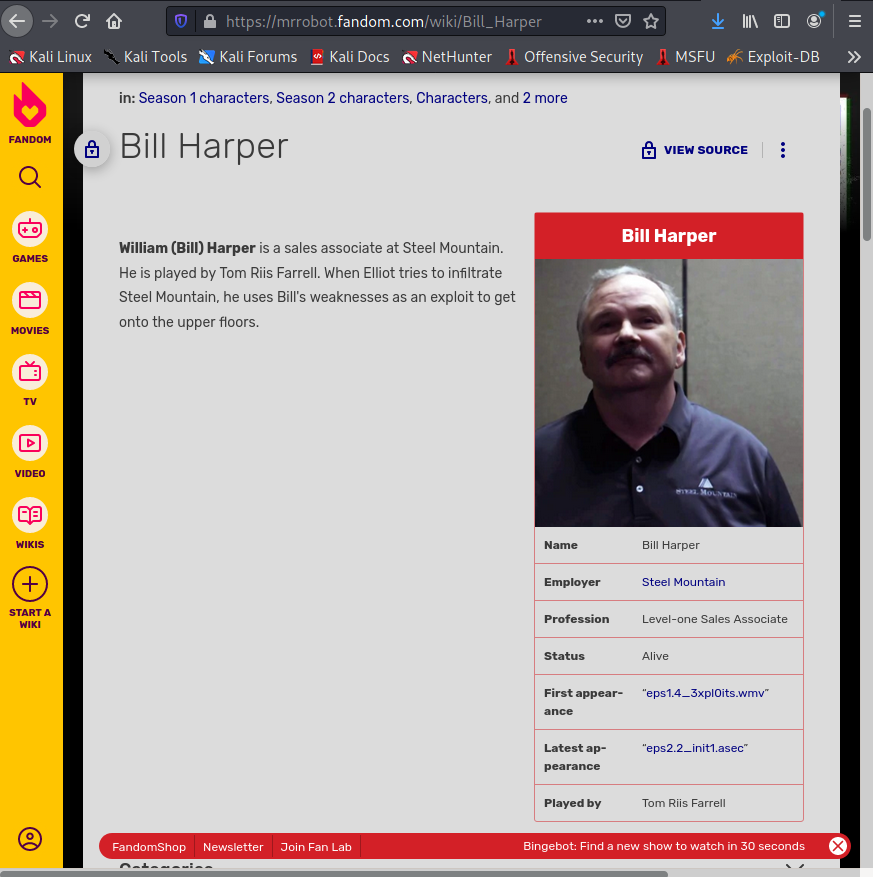 https://mrrobot.fandom.com/wiki/Bill_Harper
Kali Linux Kali Tools Kali Forums Kali Docs NetHunter Offensive Security MSFU Exploit-DB
FANDOM
GAMES
MOVIES
TV
VIDEO
WIKIS
START A
WIKI
in: Season 1 characters, Season 2 characters, Characters, and 2 more
Bill Harper
VIEW SOURCE
William (Bill) Harper is a sales associate at Steel Mountain.
He is played by Tom Riis Farrell. When Elliot tries to infiltrate
Steel Mountain, he uses Bill's weaknesses as an exploit to get
onto the upper floors.
Bill Harper
STEEL MOUNTAIN
Name Bill Harper
Employer Steel Mountain
Profession Level-one Sales Associate
Status Alive
First appear-
ance "eps1.4_3xpl0its.wmv"
Latest ap-
pearance "eps2.2_init1.asec"
Played by Tom Riis Farrell
FandomShop Newsletter Join Fan Lab Bingebot: Find a new show to watch in 30 seconds
Categories